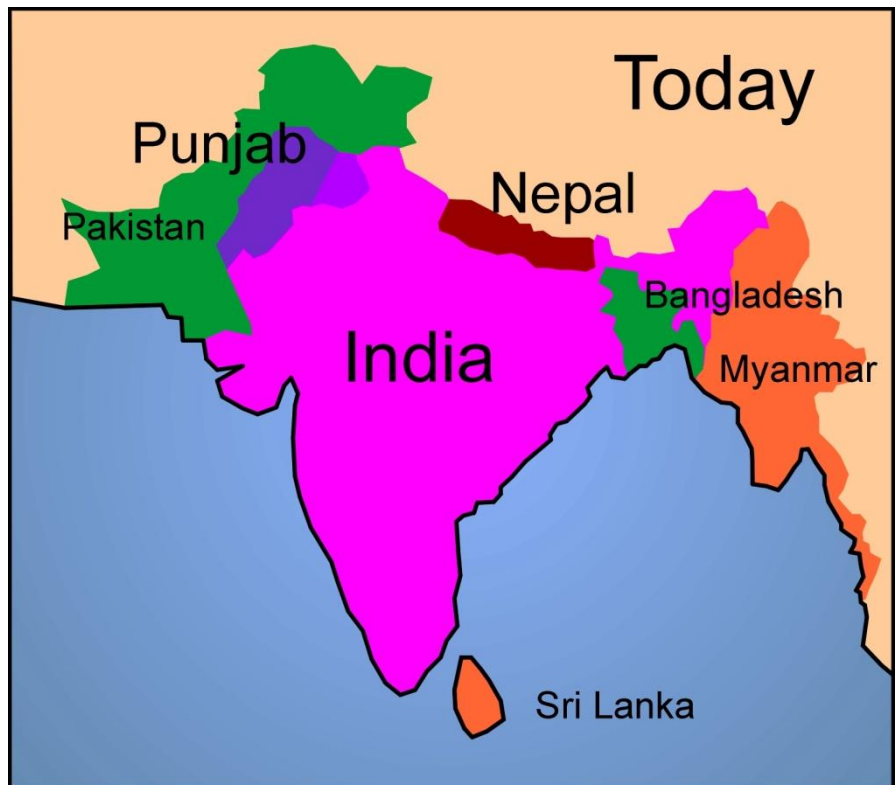 Today
Punjab
Nepal
Pakistan
Bangladesh
India
Myanmar
Sri Lanka